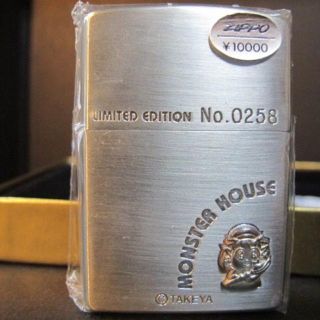 ZIPPO
¥10000
LIMITED EDITION No.0258
MONSTER HOUSE
TAKEYA